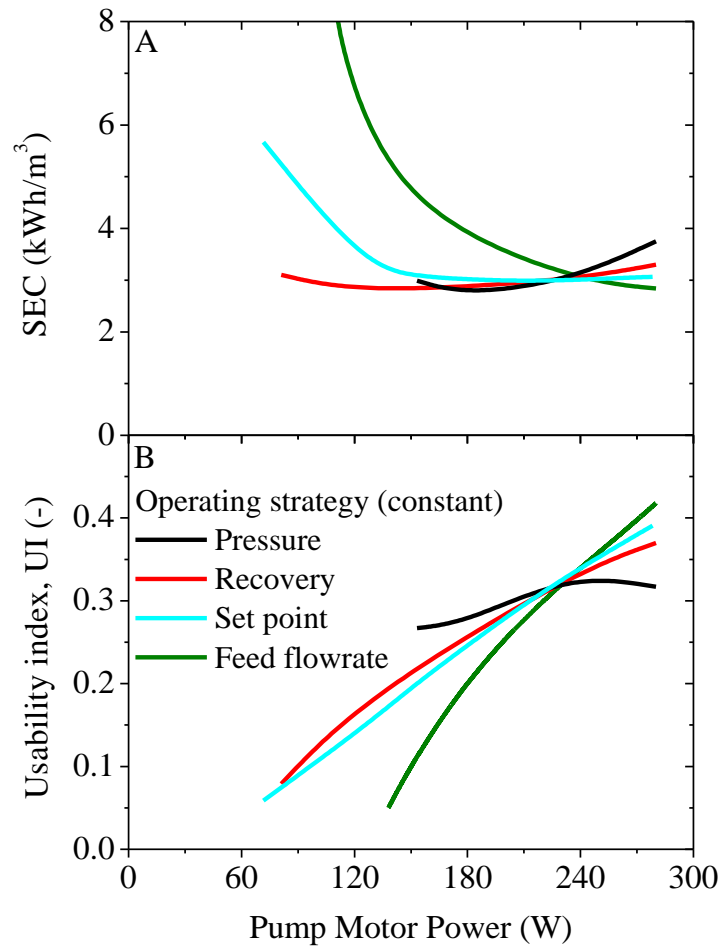 A
8
6
4
2
0
SEC (kWh/m³)
B
Operating strategy (constant)
Pressure
Recovery
Set point
Feed flowrate
0.4
0.3
0.2
0.1
0.0
Usability index, UI (-)
0 60 120 180 240 300
Pump Motor Power (W)